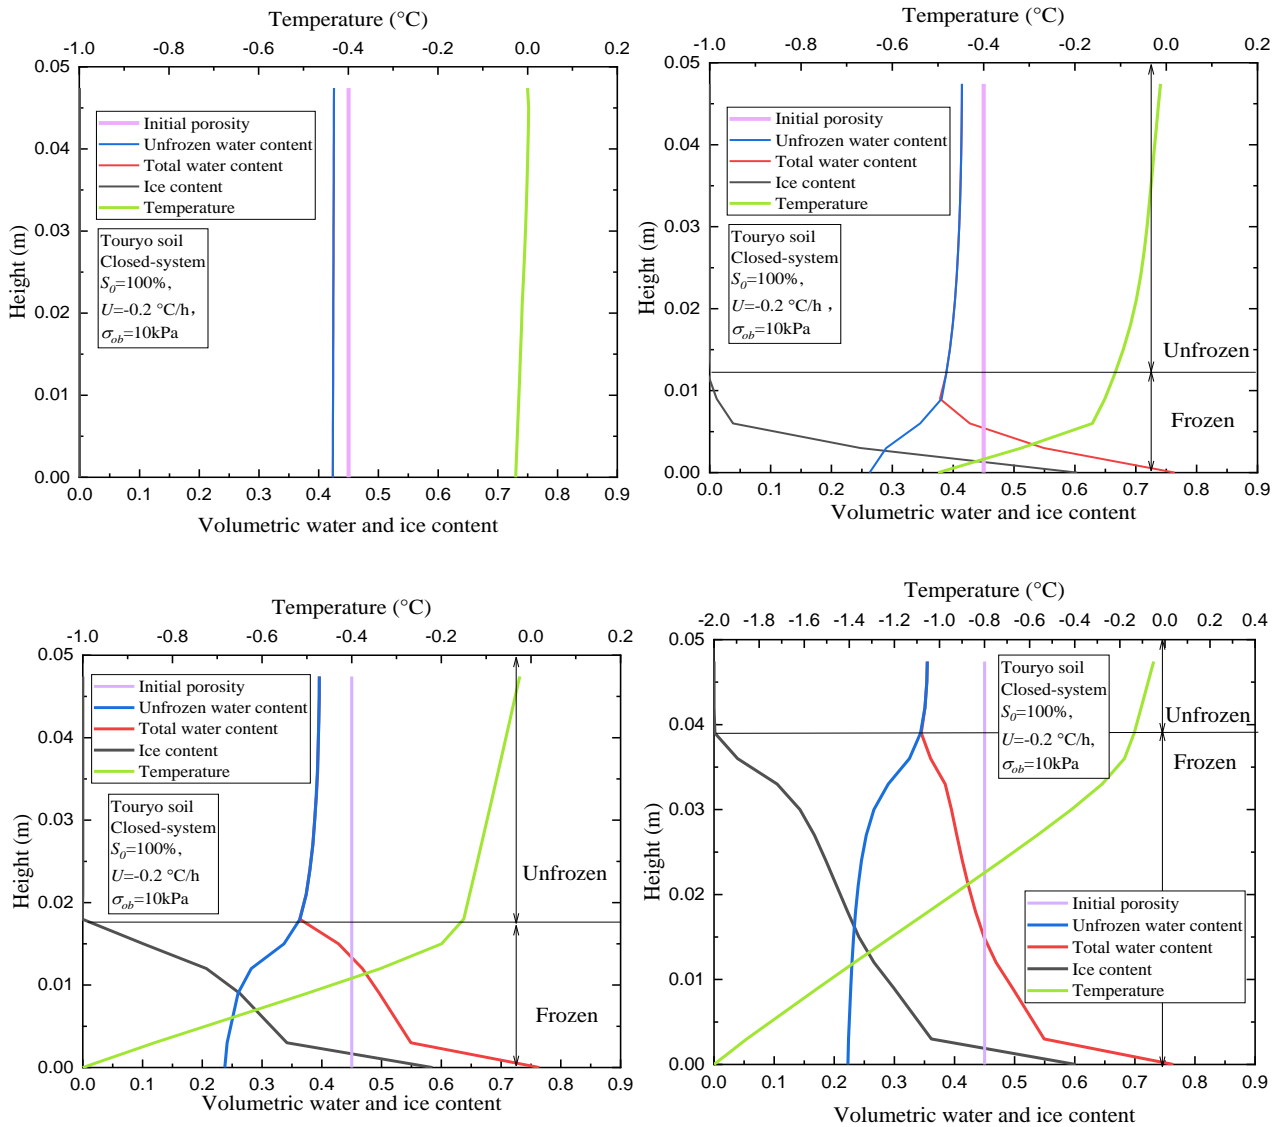 Temperature (°C)
-1.0 -0.8 -0.6 -0.4 -0.2 0.0 0.2
0.05
0.04
0.03
0.02
0.01
0.00
Height (m)
Initial porosity
Unfrozen water content
Total water content
Ice content
Temperature
Touryo soil
Closed-system
S0=100%,
U=-0.2 °C/h,
σob=10kPa
0.0 0.1 0.2 0.3 0.4 0.5 0.6 0.7 0.8 0.9
Volumetric water and ice content
Temperature (°C)
-1.0 -0.8 -0.6 -0.4 -0.2 0.0 0.2
0.05
0.04
0.03
0.02
0.01
0.00
Height (m)
Initial porosity
Unfrozen water content
Total water content
Ice content
Temperature
Touryo soil
Closed-system
S0=100%,
U=-0.2 °C/h ,
σob=10kPa
Unfrozen
Frozen
0.0 0.1 0.2 0.3 0.4 0.5 0.6 0.7 0.8 0.9
Volumetric water and ice content
Temperature (°C)
-1.0 -0.8 -0.6 -0.4 -0.2 0.0 0.2
0.05
0.04
0.03
0.02
0.01
0.00
Height (m)
Initial porosity
Unfrozen water content
Total water content
Ice content
Temperature
Touryo soil
Closed-system
S0=100%,
U=-0.2 °C/h
σob=10kPa
Unfrozen
Frozen
0.0 0.1 0.2 0.3 0.4 0.5 0.6 0.7 0.8 0.9
Volumetric water and ice content
Temperature (°C)
-2.0 -1.8 -1.6 -1.4 -1.2 -1.0 -0.8 -0.6 -0.4 -0.2 0.0 0.2 0.4
0.05
0.04
0.03
0.02
0.01
0.00
Height (m)
Touryo soil
Closed-system
S0=100%,
U=-0.2 °C/h,
σob=10kPa
Unfrozen
Frozen
Initial porosity
Unfrozen water content
Total water content
Ice content
Temperature
0.0 0.1 0.2 0.3 0.4 0.5 0.6 0.7 0.8 0.9
Volumetric water and ice content